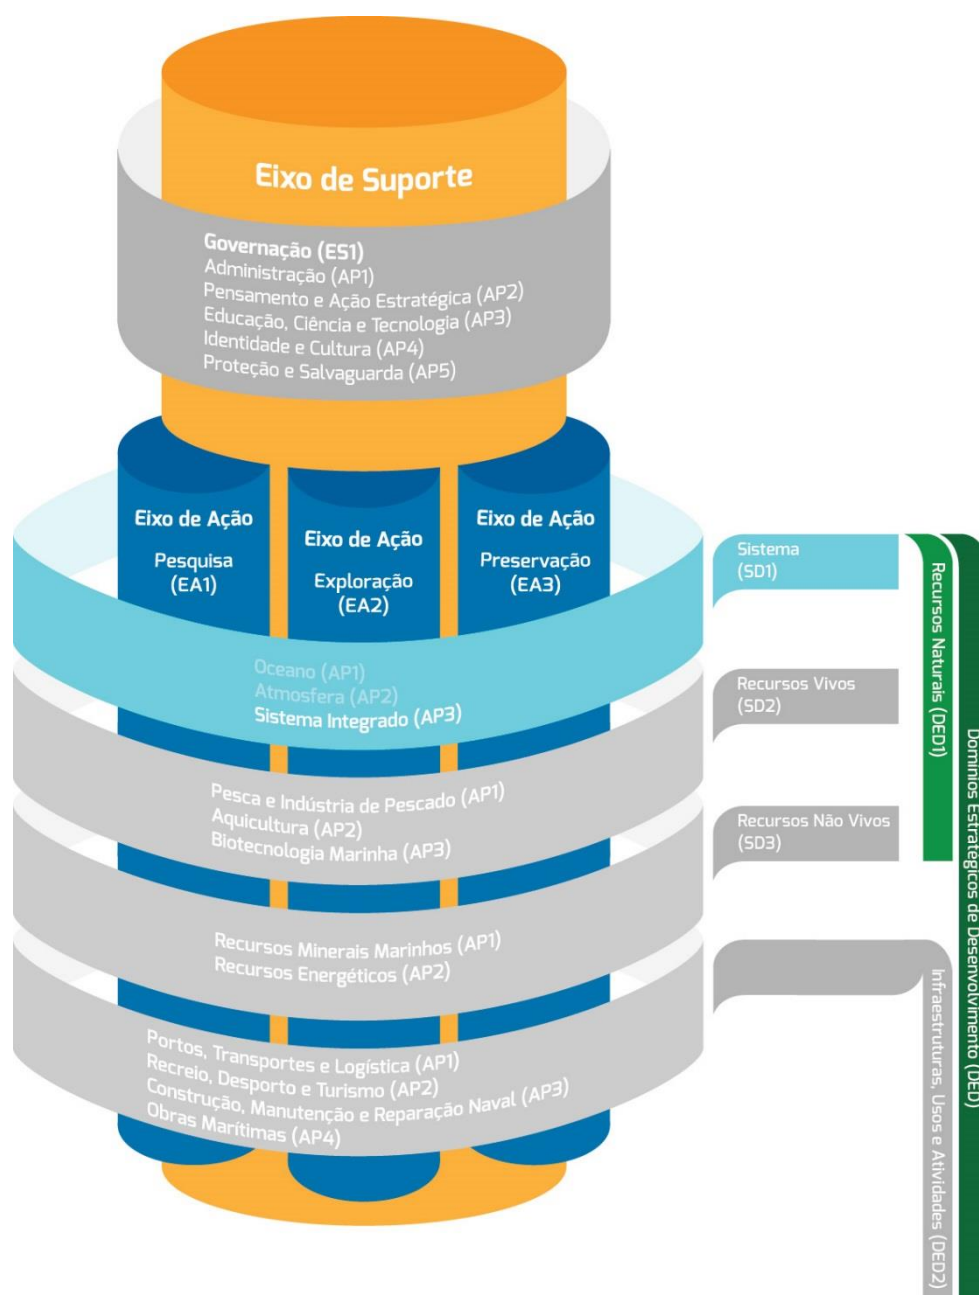 Eixo de Suporte
Governação (ES1)
Administração (AP1)
Pensamento e Ação Estratégica (AP2)
Educação, Ciência e Tecnologia (AP3)
Identidade e Cultura (AP4)
Proteção e Salvaguarda (AP5)
Eixo de Ação
Pesquisa
(EA1)
Eixo de Ação
Exploração
(EA2)
Eixo de Ação
Preservação
(EA3)
Oceano (AP1)
Atmosfera (AP2)
Sistema Integrado (AP3)
Pesca e Indústria de Pescado (AP1)
Aquicultura (AP2)
Biotecnologia Marinha (AP3)
Recursos Minerais Marinhos (AP1)
Recursos Energéticos (AP2)
Portos, Transportes e Logística (AP1)
Recreio, Desporto e Turismo (AP2)
Construção, Manutenção e Reparação Naval (AP3)
Obras Marítimas (AP4)
Sistema
(SD1)
Recursos Vivos
(SD2)
Recursos Não Vivos
(SD3)
Recursos Naturais (DED1)
Infraestruturas, Usos e Atividades (DED2)
Domínios Estratégicos de Desenvolvimento (DED)